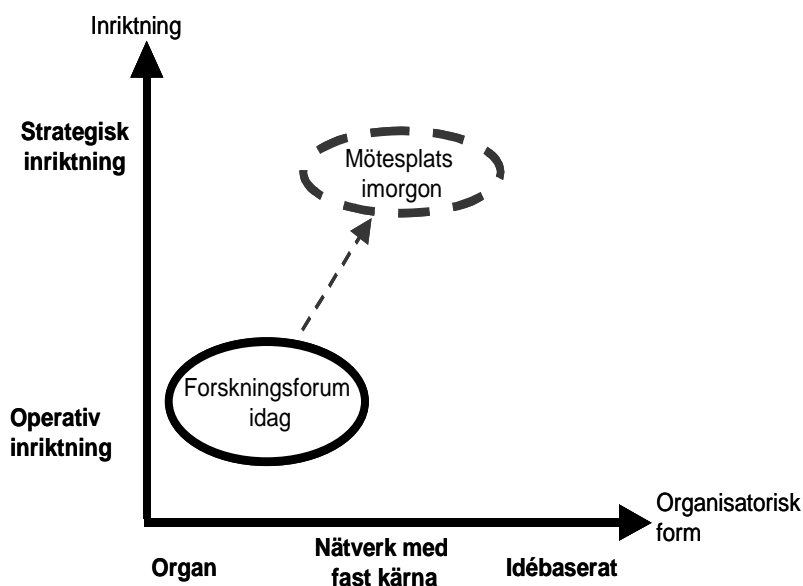 Inriktning
Strategisk
inriktning
Mötesplats
imorgon
Forskningsforum
idag
Operativ
inriktning
Organisatorisk
form
Organ
Nätverk med
fast kärna
Idébaserat